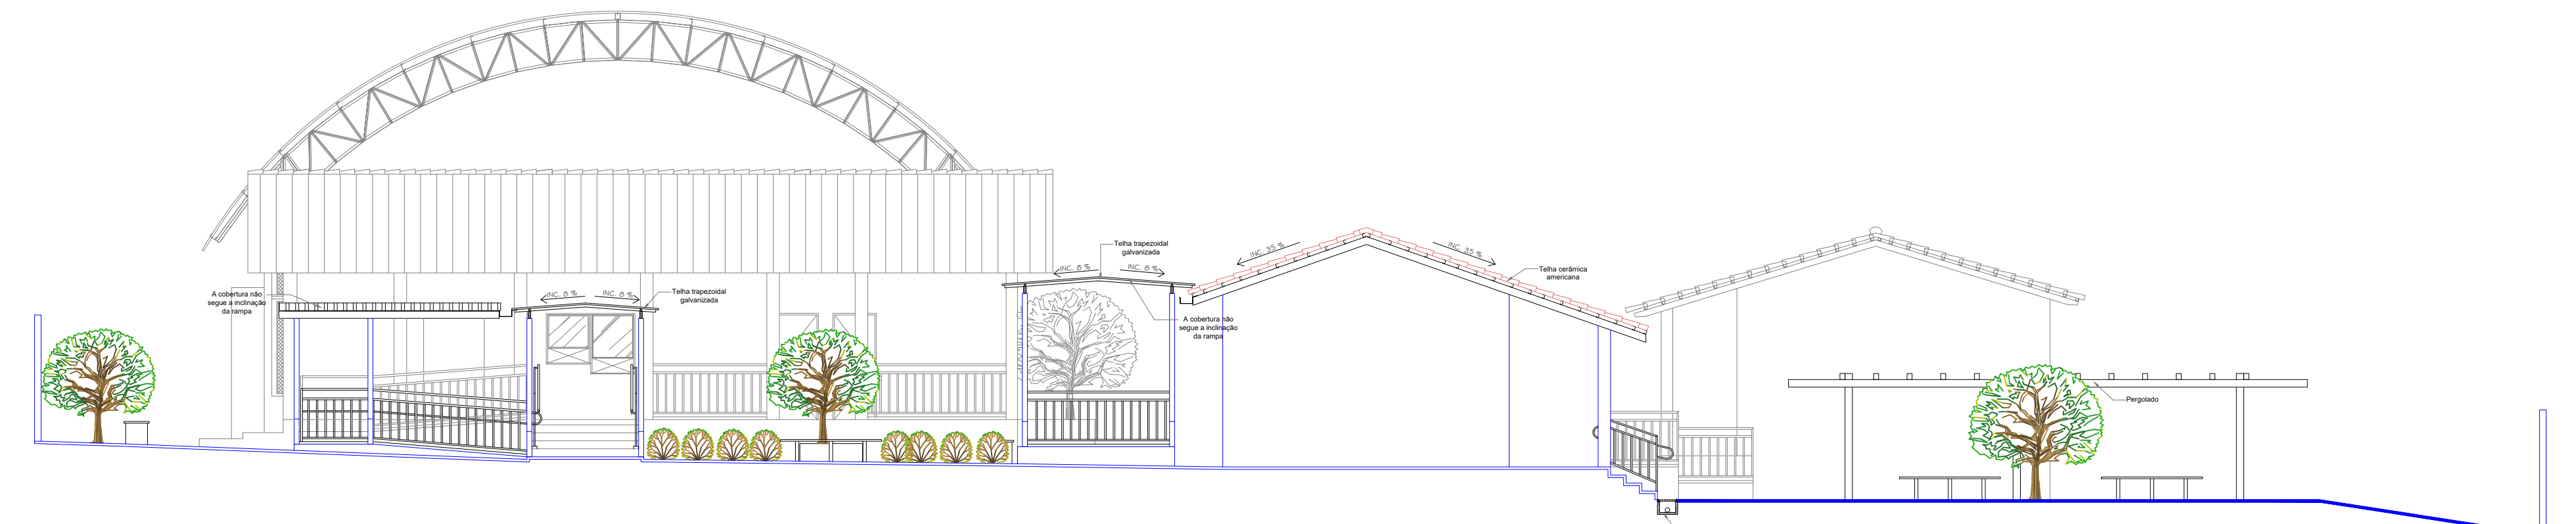 A cobertura não
segue a inclinação
da rampa
INC. 8 %
INC. 8 %
Telha trapezoidal
galvanizada
INC. 8 %
INC. 8 %
Telha trapezoidal
galvanizada
A cobertura não
segue a inclinação
da rampa
INC. 35 %
INC. 35 %
Telha cerâmica
americana
Pergolado